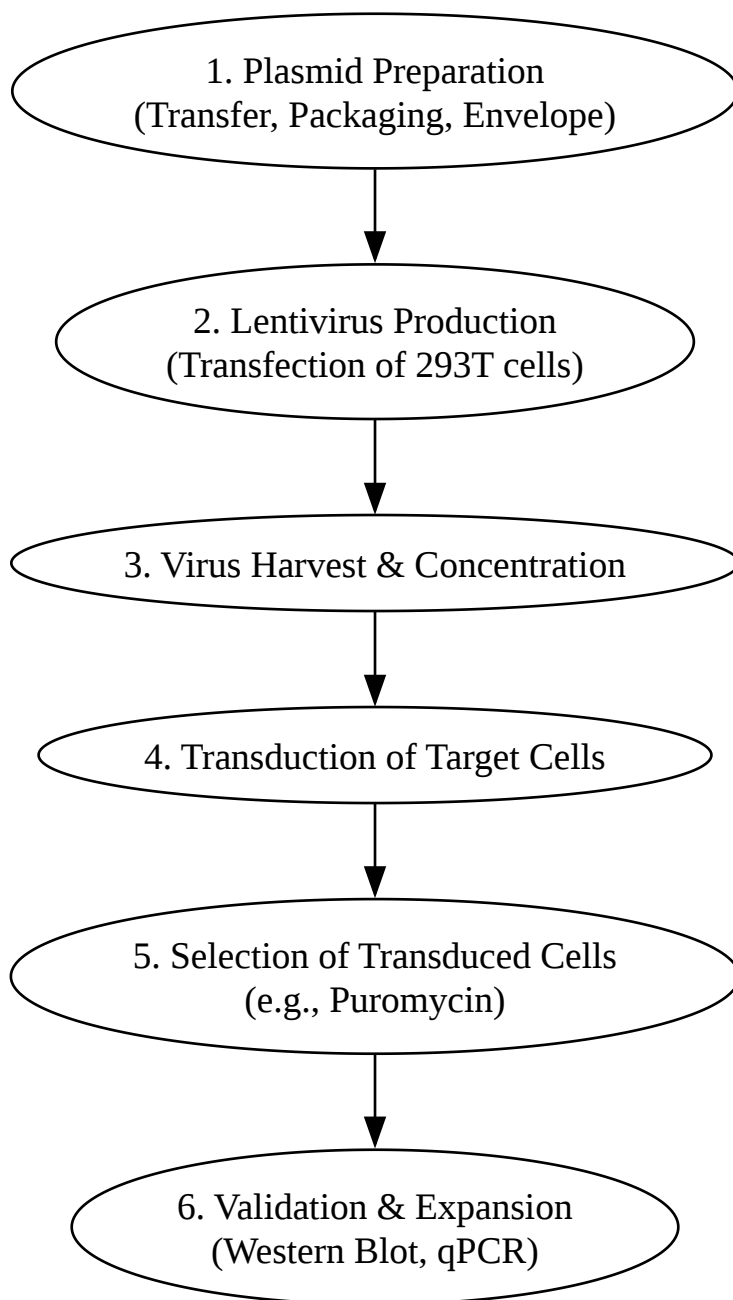 1. Plasmid Preparation
(Transfer, Packaging, Envelope)
2. Lentivirus Production
(Transfection of 293T cells)
3. Virus Harvest & Concentration
4. Transduction of Target Cells
5. Selection of Transduced Cells
(e.g., Puromycin)
6. Validation & Expansion
(Western Blot, qPCR)